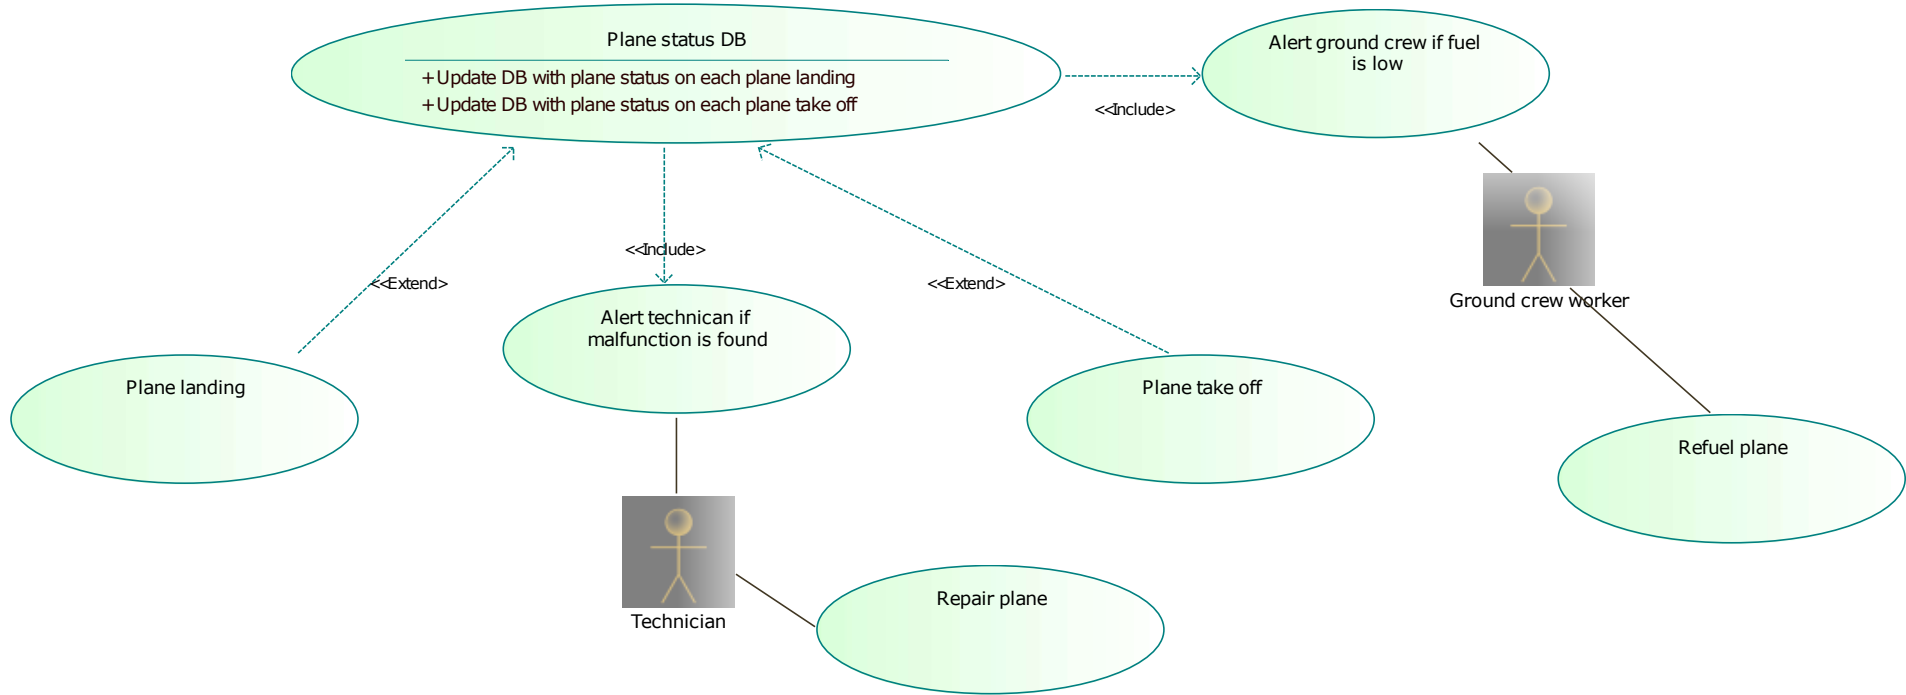 Plane status DB
+Update DB with plane status on each plane landing
+Update DB with plane status on each plane take off
Alert ground crew if fuel
is low
<<Include>
<<Include>
<<Extend>
<<Extend>
Ground crew worker
Alert technican if
malfunction is found
Plane landing
Plane take off
Refuel plane
Repair plane
Technician